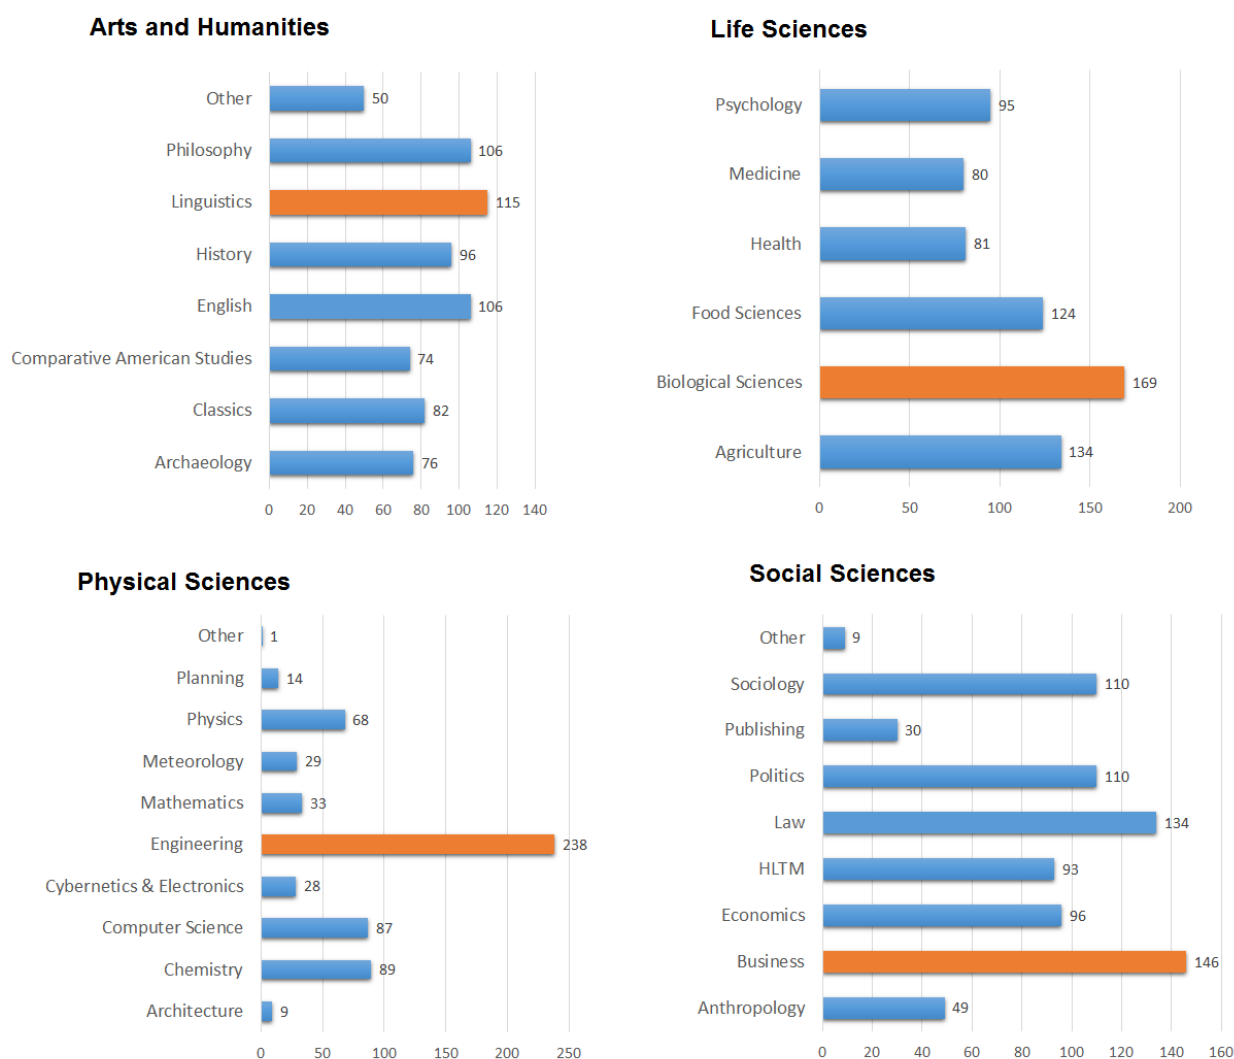 Arts and Humanities
Other 50
Philosophy 106
Linguistics 115
History 96
English 106
Comparative American Studies 74
Classics 82
Archaeology 76
0 20 40 60 80 100 120 140
Life Sciences
Psychology 95
Medicine 80
Health 81
Food Sciences 124
Biological Sciences 169
Agriculture 134
0 50 100 150 200
Physical Sciences
Other 1
Planning 14
Physics 68
Meteorology 29
Mathematics 33
Engineering 238
Cybernetics & Electronics 28
Computer Science 87
Chemistry 89
Architecture 9
0 50 100 150 200 250
Social Sciences
Other 9
Sociology 110
Publishing 30
Politics 110
Law 134
HLTM 93
Economics 96
Business 146
Anthropology 49
0 20 40 60 80 100 120 140 160